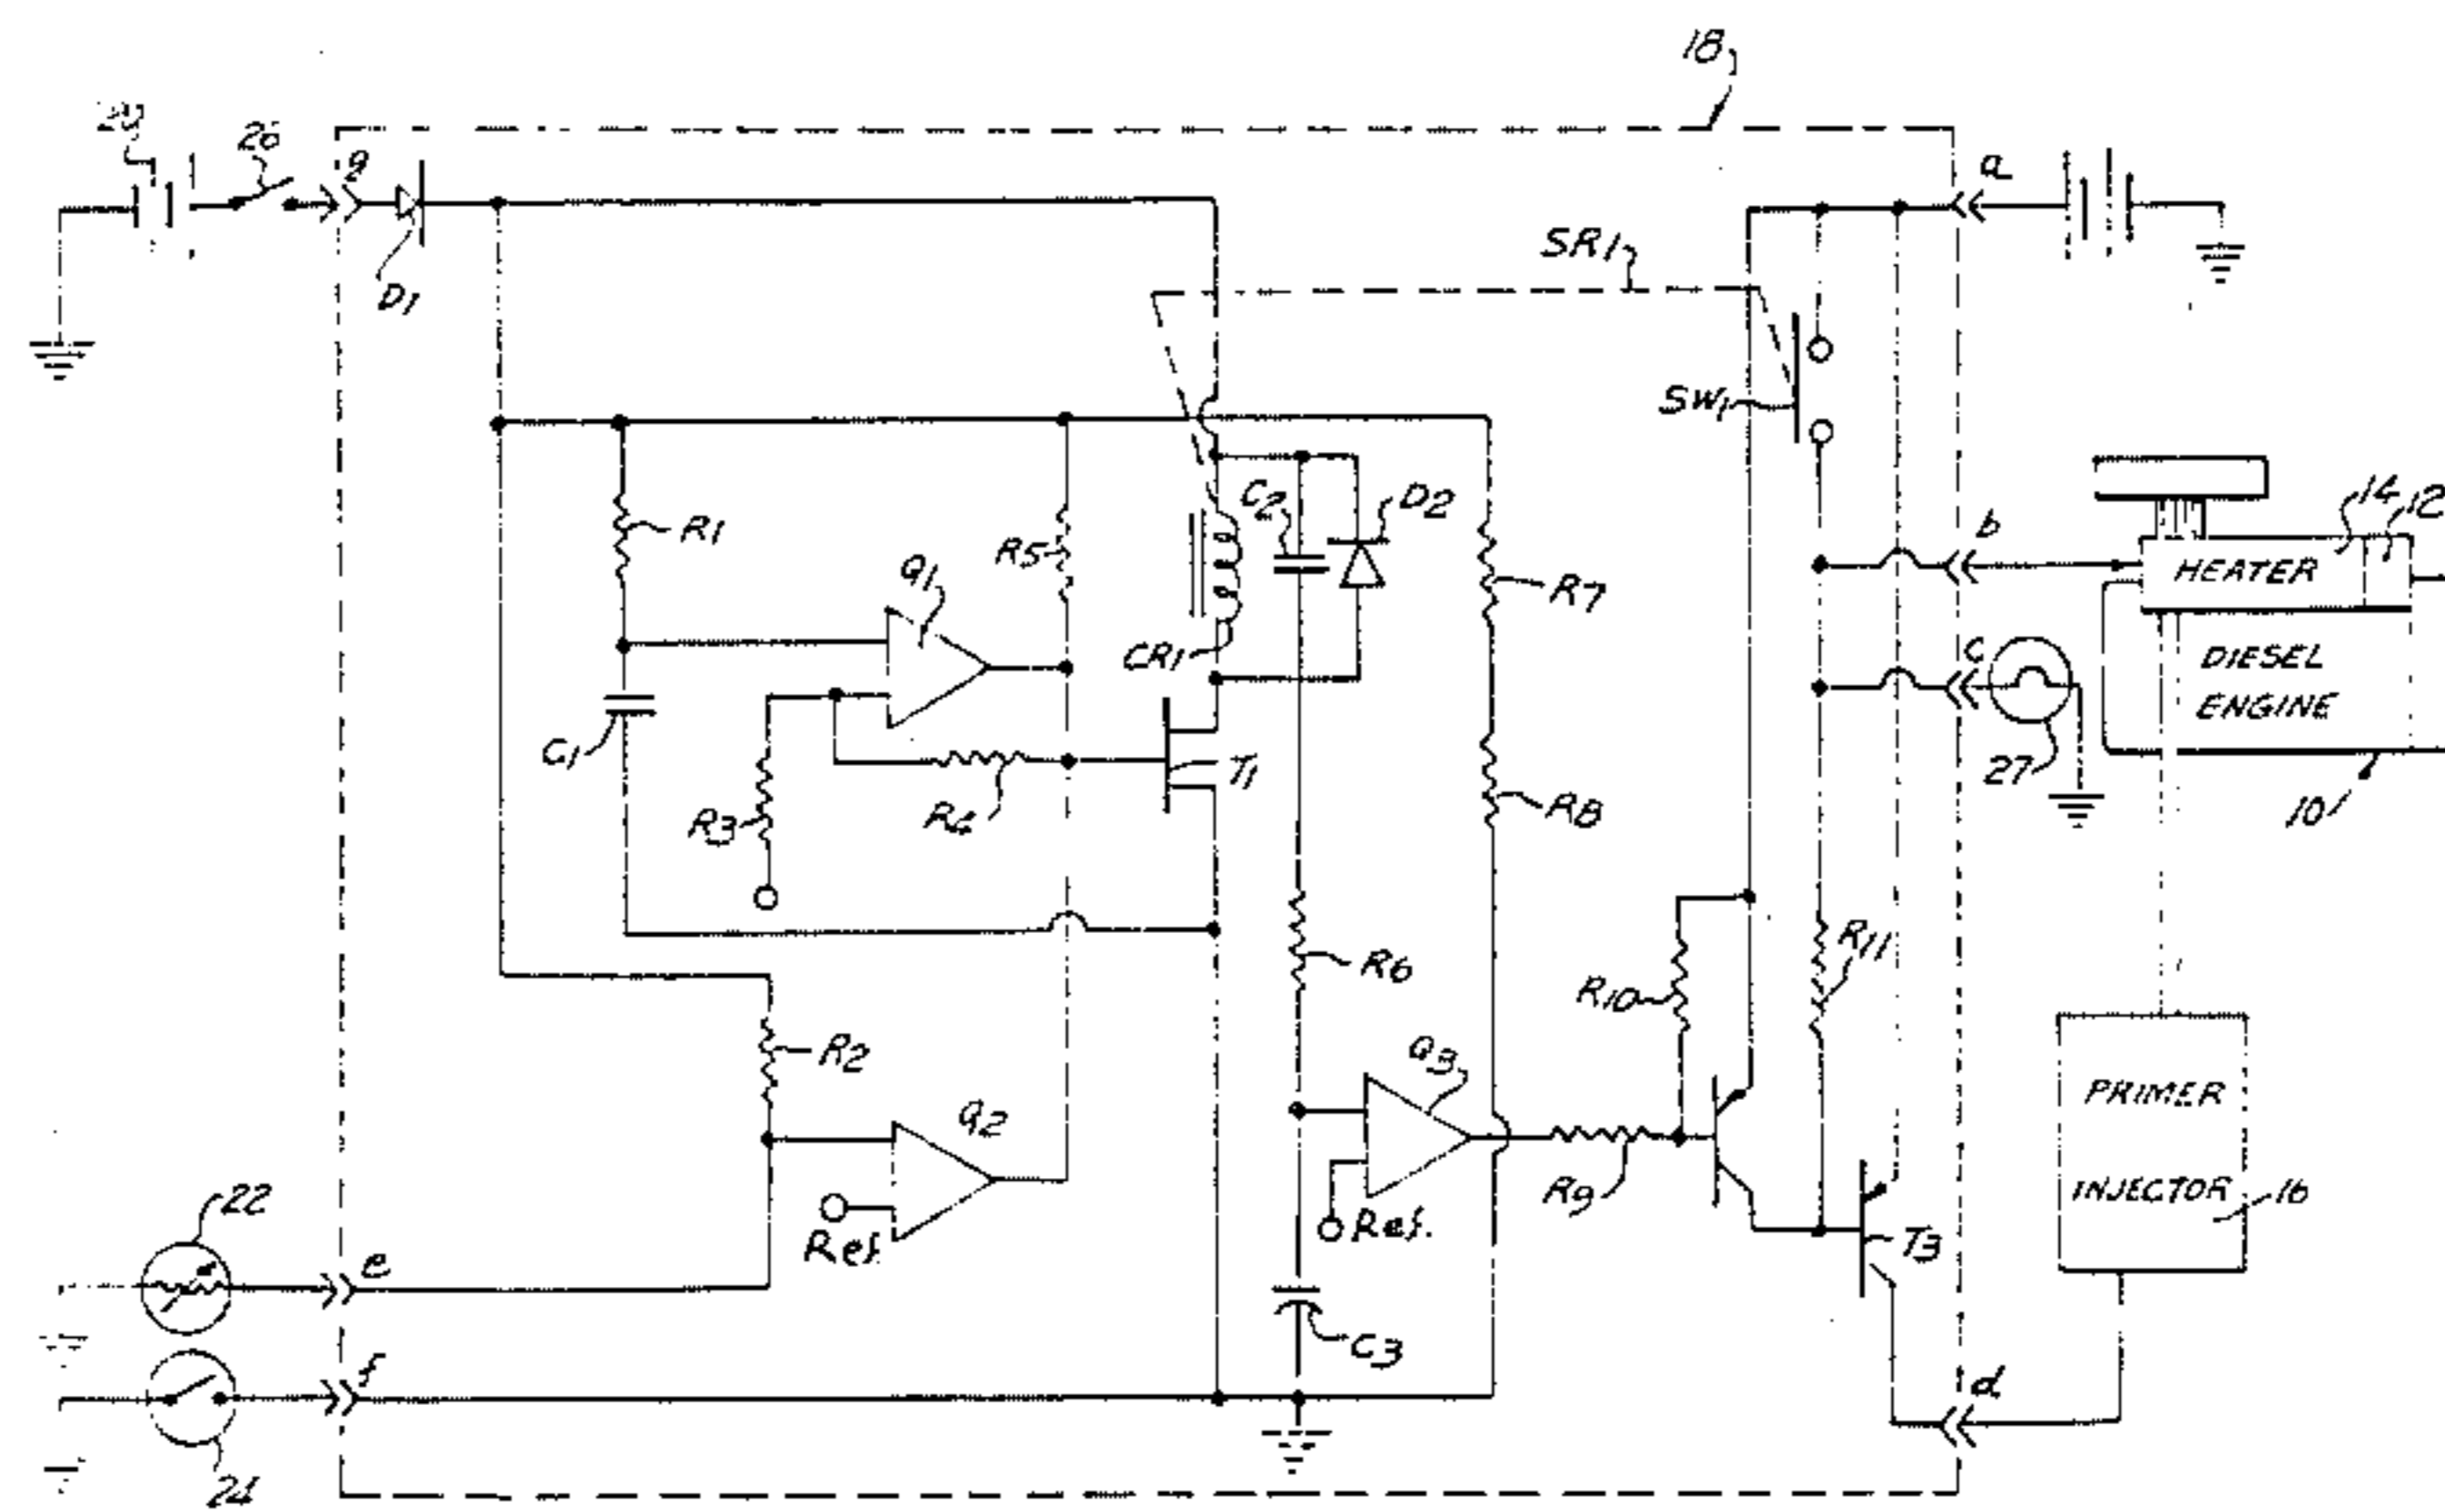 18
26
g
a
D1
SR1
SW1
R1
Q1
R5
C2
D2
R7
b
14
12
HEATER
CR1
c
DIESEL
ENGINE
C1
T1
27
R3
R4
R8
10
R6
R10
R11
R2
Q2
Q3
PRIMER
INJECTOR
16
R9
Ref.
Ref.
T3
22
e
C3
f
d
24